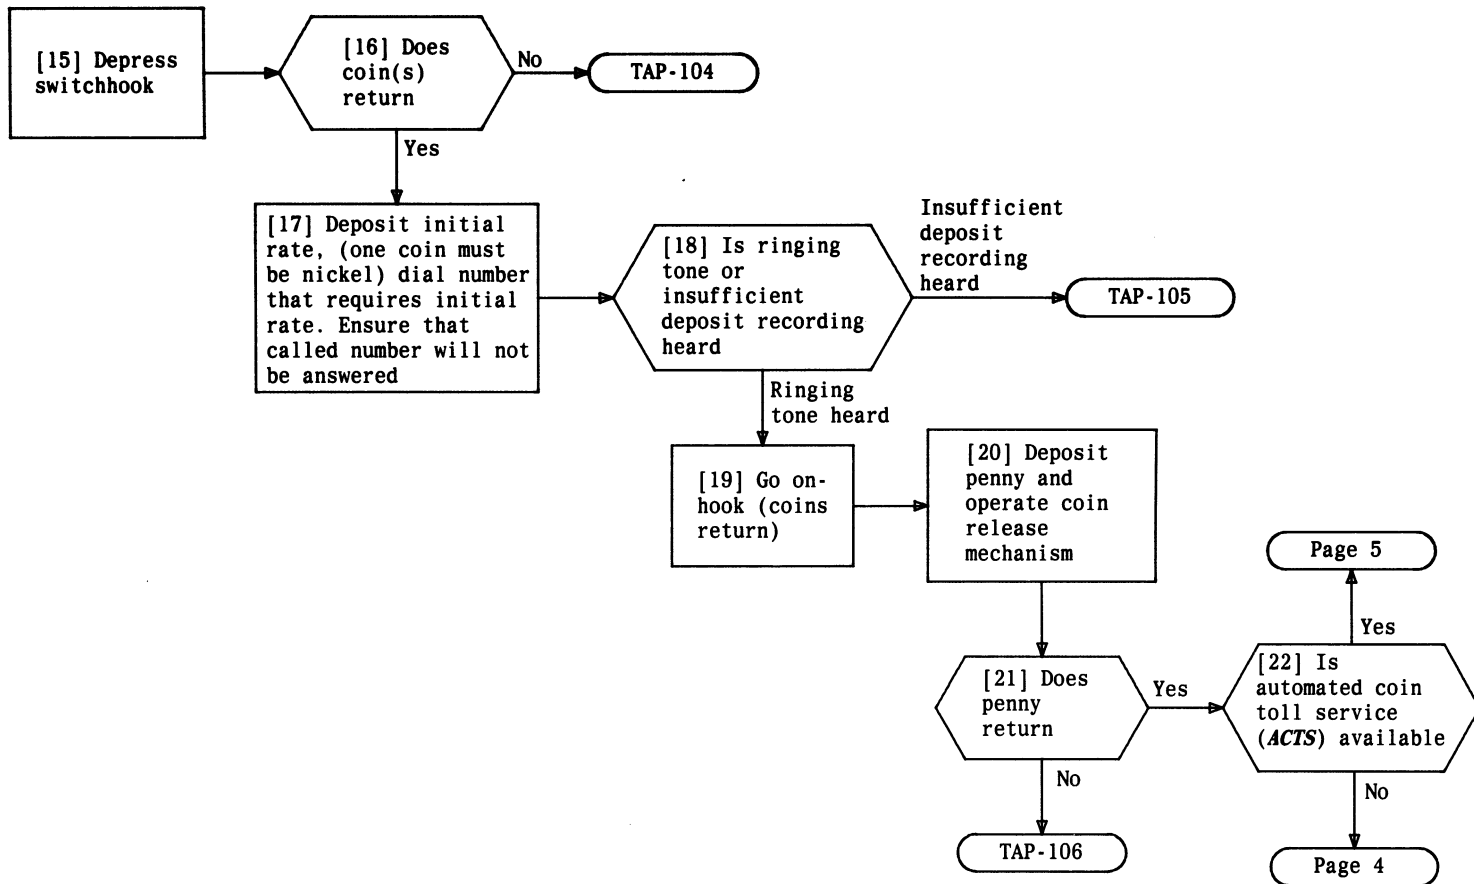 [15] Depress
switchhook
[16] Does
coin(s)
return
No
TAP-104
Yes
[17] Deposit initial
rate, (one coin must
be nickel) dial number
that requires initial
rate. Ensure that
called number will not
be answered
[18] Is ringing
tone or
insufficient
deposit recording
heard
Insufficient
deposit
recording
heard
TAP-105
Ringing
tone heard
[19] Go on-
hook (coins
return)
[20] Deposit
penny and
operate coin
release
mechanism
[21] Does
penny
return
Yes
No
TAP-106
[22] Is
automated coin
toll service
(ACTS) available
Yes
Page 5
No
Page 4